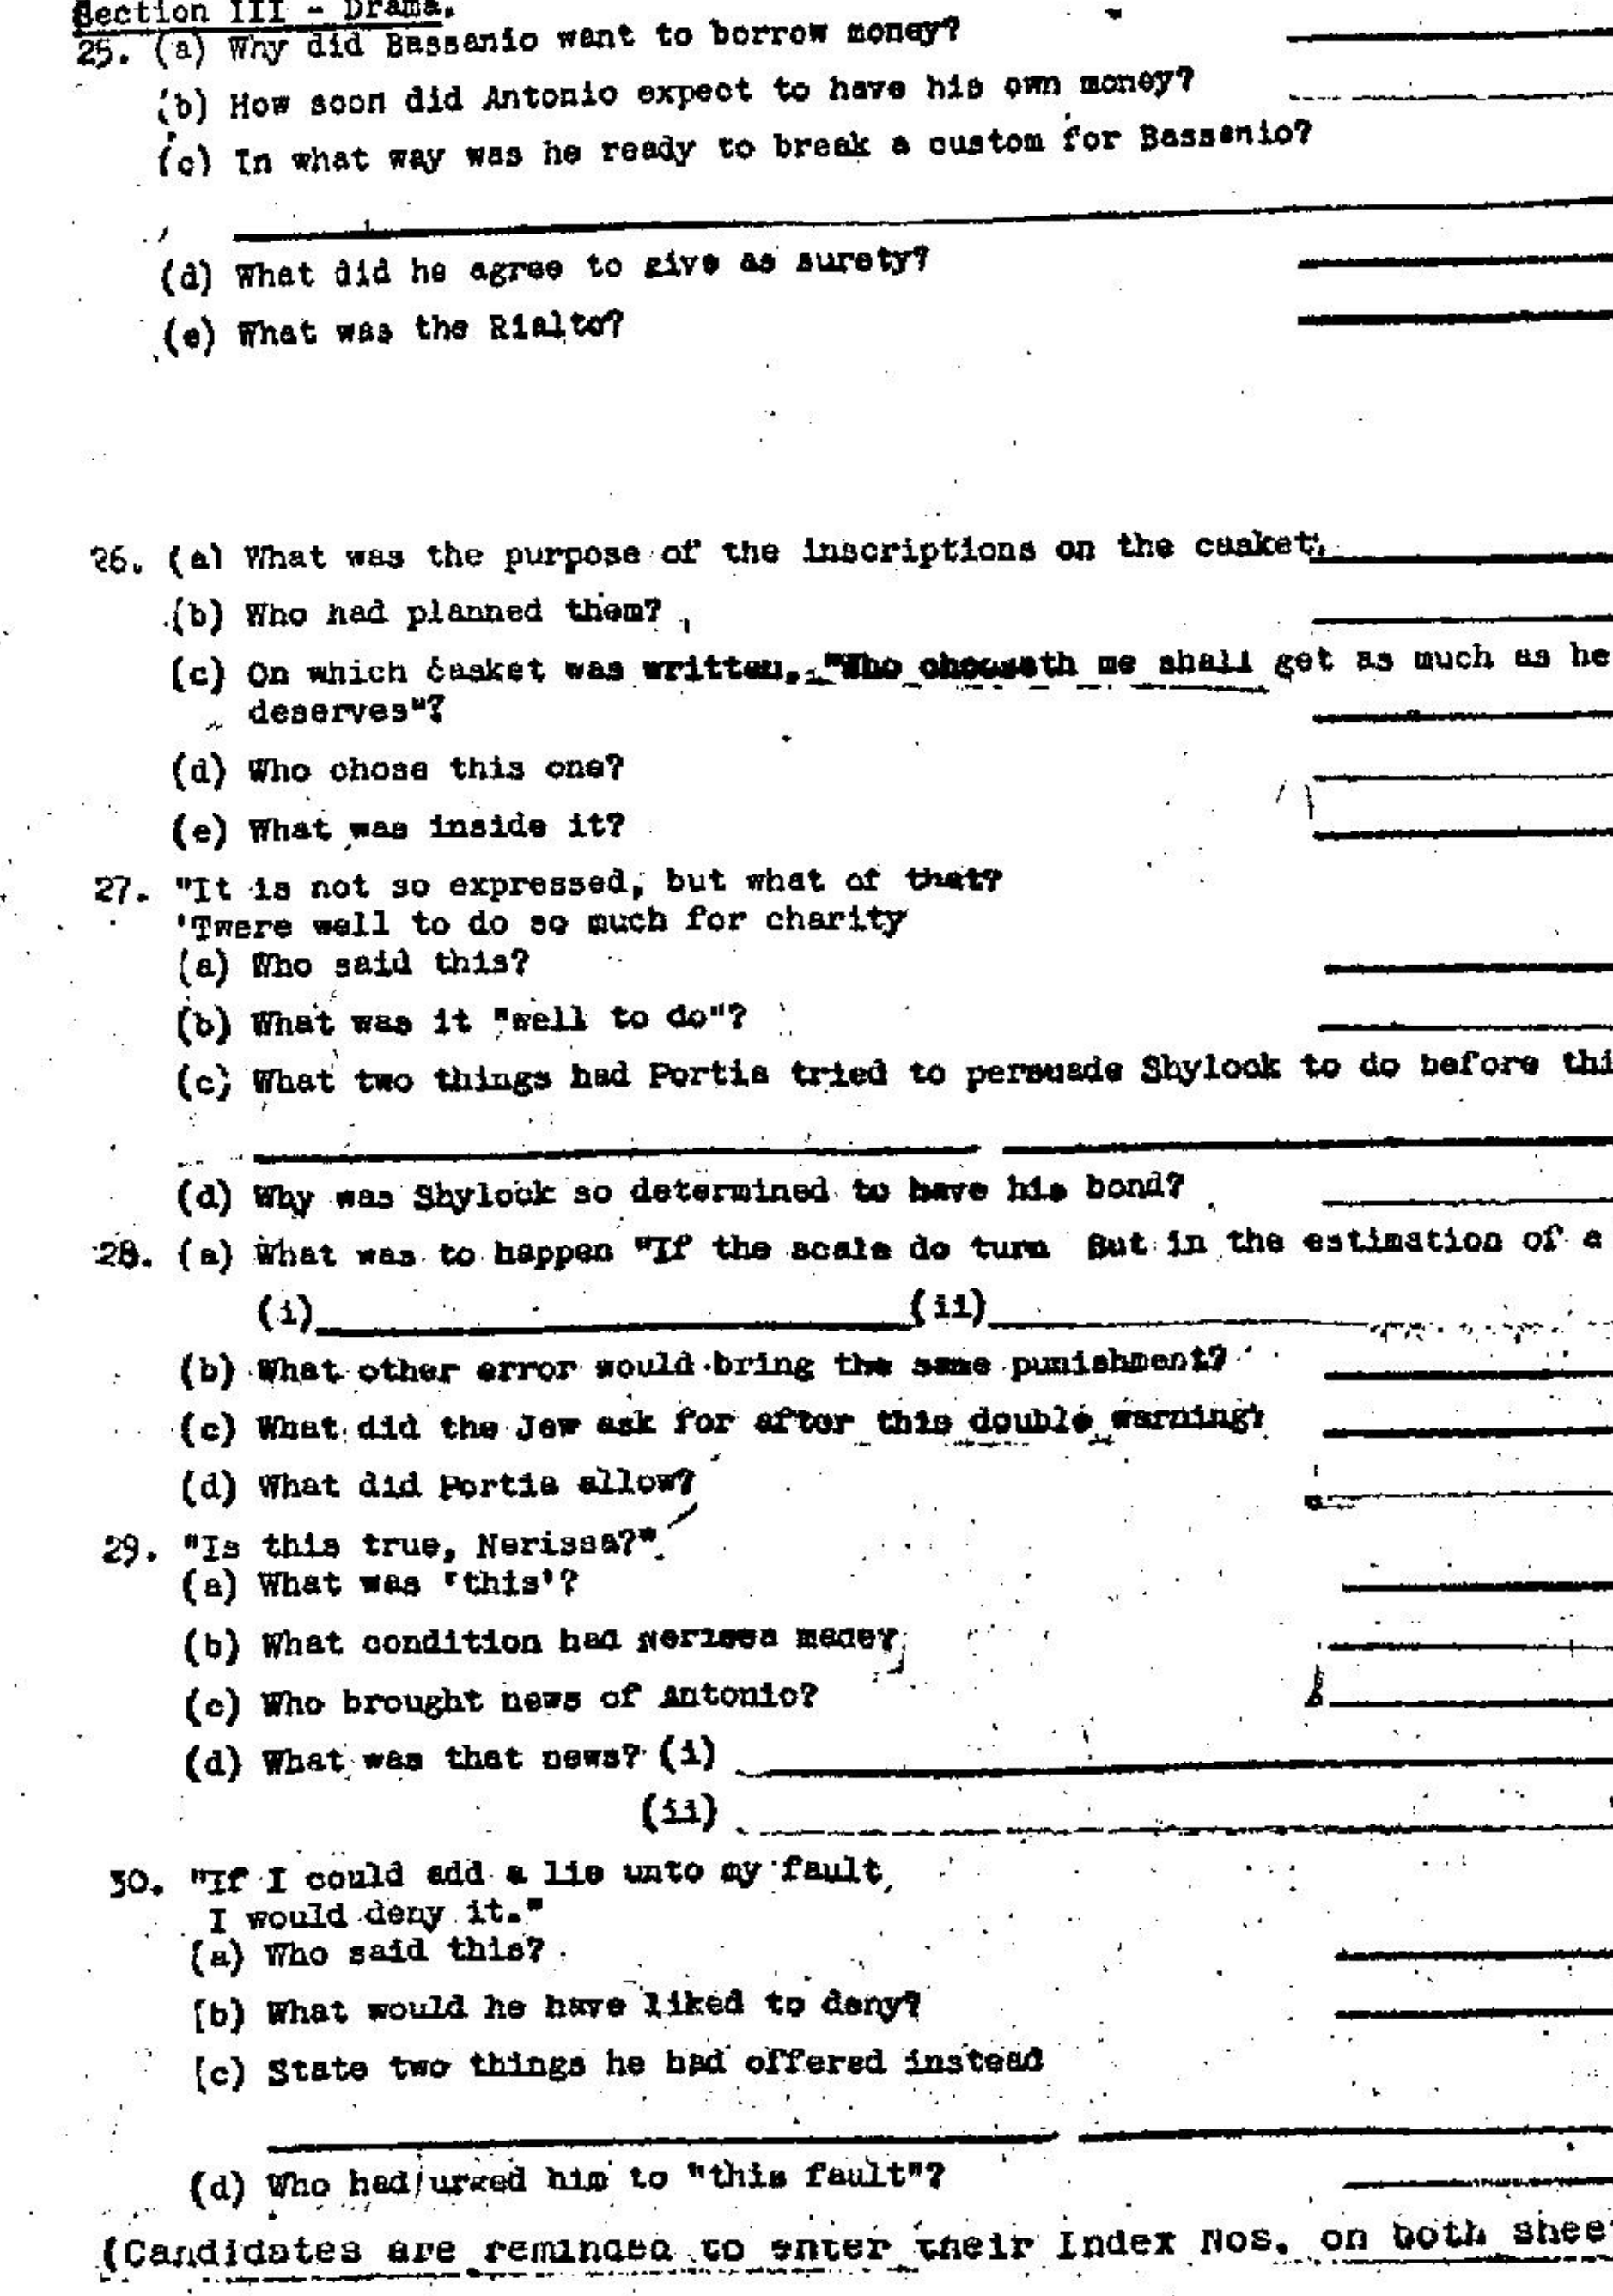 Section III - Drama.
25. (a) Why did Bassanio want to borrow money?
(b) How soon did Antonio expect to have his own money?
(c) In what way was he ready to break a custom for Bassanio?
(d) What did he agree to give as surety?
(e) What was the Rialto?
26. (a) What was the purpose of the inscriptions on the casket
(b) Who had planned them?
(c) On which casket was written, "Who chooseth me shall get as much as he
deserves"?
(d) Who chose this one?
(e) What was inside it?
27. "It is not so expressed, but what of that?
'Twere well to do so much for charity
(a) Who said this?
(b) What was it "well to do"?
(c) What two things had Portia tried to persuade Shylock to do before thi
(d) Why was Shylock so determined to have his bond?
28. (a) What was to happen "If the scale do turn But in the estimation of a
(i) (ii)
(b) What other error would bring the same punishment?
(c) What did the Jew ask for after this double warning?
(d) What did Portia allow?
29. "Is this true, Nerissa?"
(a) What was 'this'?
(b) What condition had Nerissa made?
(c) Who brought news of Antonio?
(d) What was that news? (i)
(ii)
30. "If I could add a lie unto my fault,
I would deny it."
(a) Who said this?
(b) What would he have liked to deny?
(c) State two things he had offered instead
(d) Who had urged him to "this fault"?
(Candidates are reminded to enter their Index Nos. on both shee